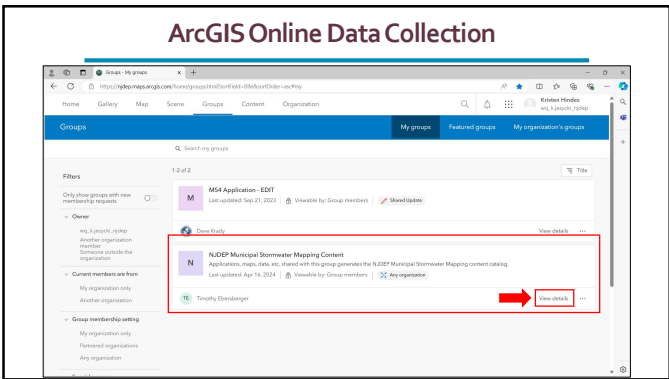 ArcGIS Online Data Collection
Groups - My groups
https://njdep.maps.arcgis.com/home/groups.html?sortField=title&sortOrder=asc#my
Home Gallery Map Scene Groups Content Organization
Kristen Hindes
wq_k.jezycki_njdep
Groups
My groups Featured groups My organization's groups
Search my groups
Filters
1-2 of 2
Title
Only show groups with new
membership requests
Owner
wq_k.jezycki_njdep
Another organization
member
Someone outside the
organization
Current members are from
My organization only
Another organization
Group membership setting
My organization only
Partnered organizations
Any organization
M
MS4 Application - EDIT
Last updated: Sep 21, 2023 Viewable by: Group members Shared Update
Dave Kandy
View details
N
NJDEP Municipal Stormwater Mapping Content
Applications, maps, data, etc. shared with this group generates the NJDEP Municipal Stormwater Mapping content catalog.
Last updated: Apr 16, 2024 Viewable by: Group members Any organization
TE Timothy Ebersberger
View details